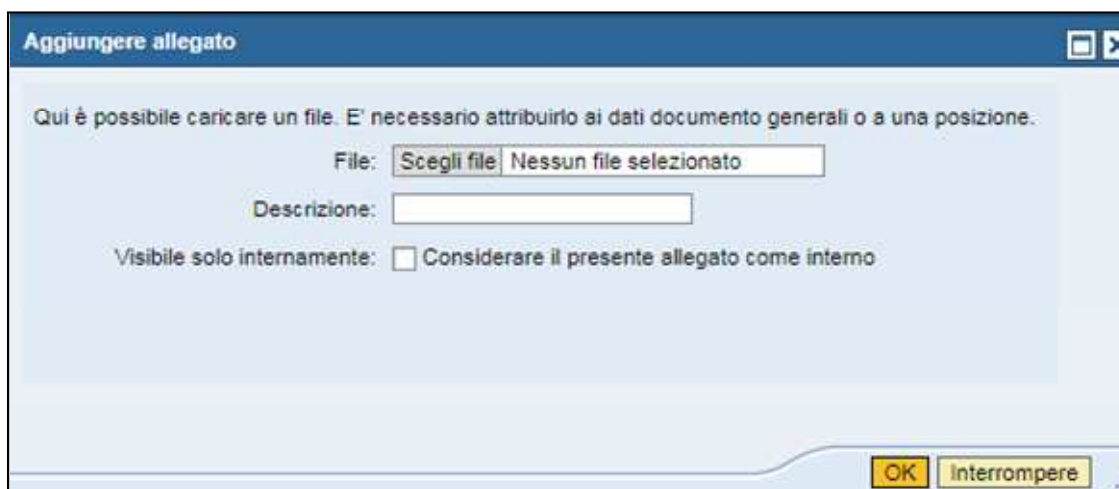 Aggiungere allegato
Qui è possibile caricare un file. E' necessario attribuirlo ai dati documento generali o a una posizione.
File: Scegli file Nessun file selezionato
Descrizione:
Visibile solo internamente: Considerare il presente allegato come interno
OK Interrompere